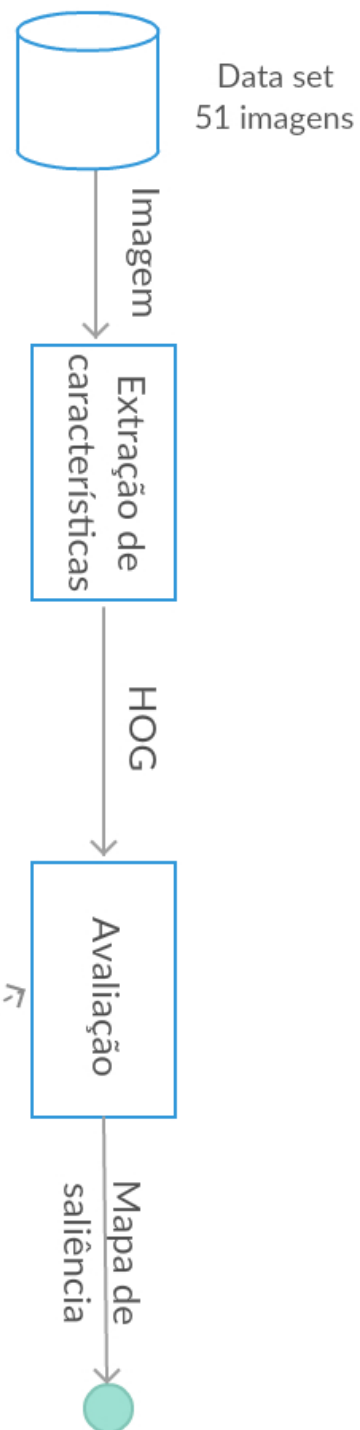 Data set
51 imagens
Imagem
Extração de
características
HOG
Avaliação
Mapa de
saliência